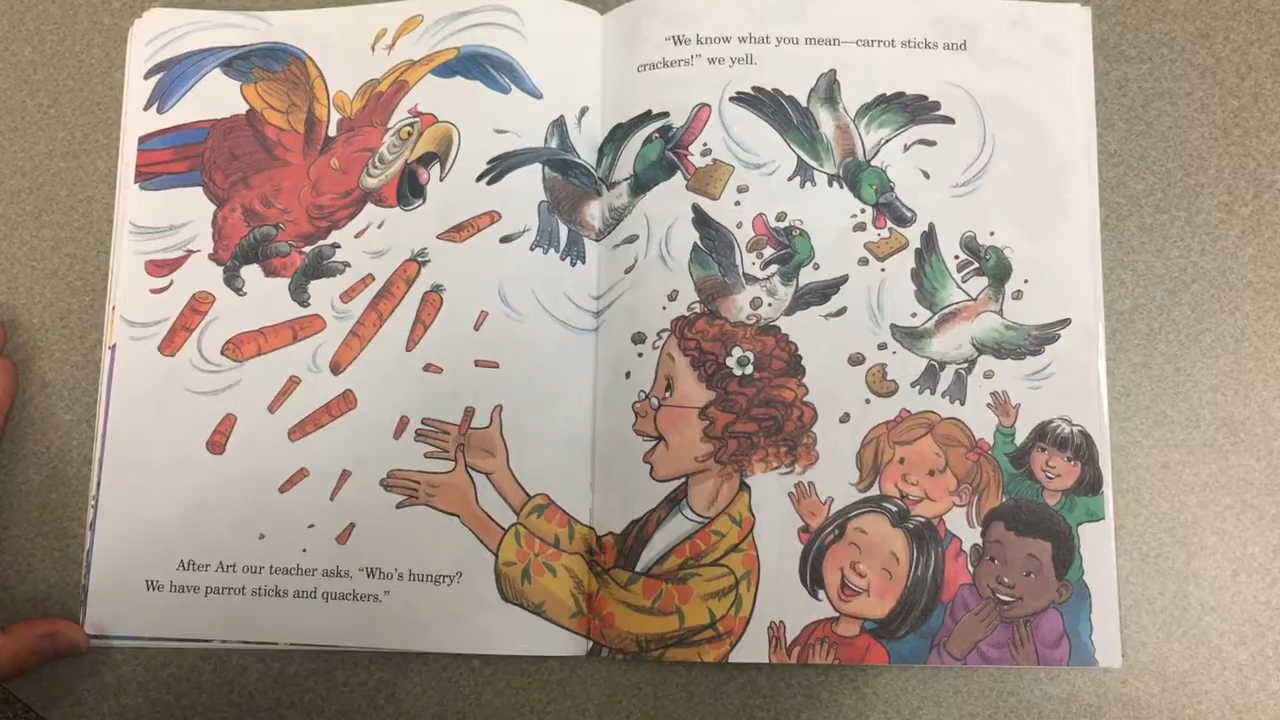 After Art our teacher asks, “Who’s hungry?
We have parrot sticks and quackers.”
“We know what you mean—carrot sticks and
crackers!” we yell.